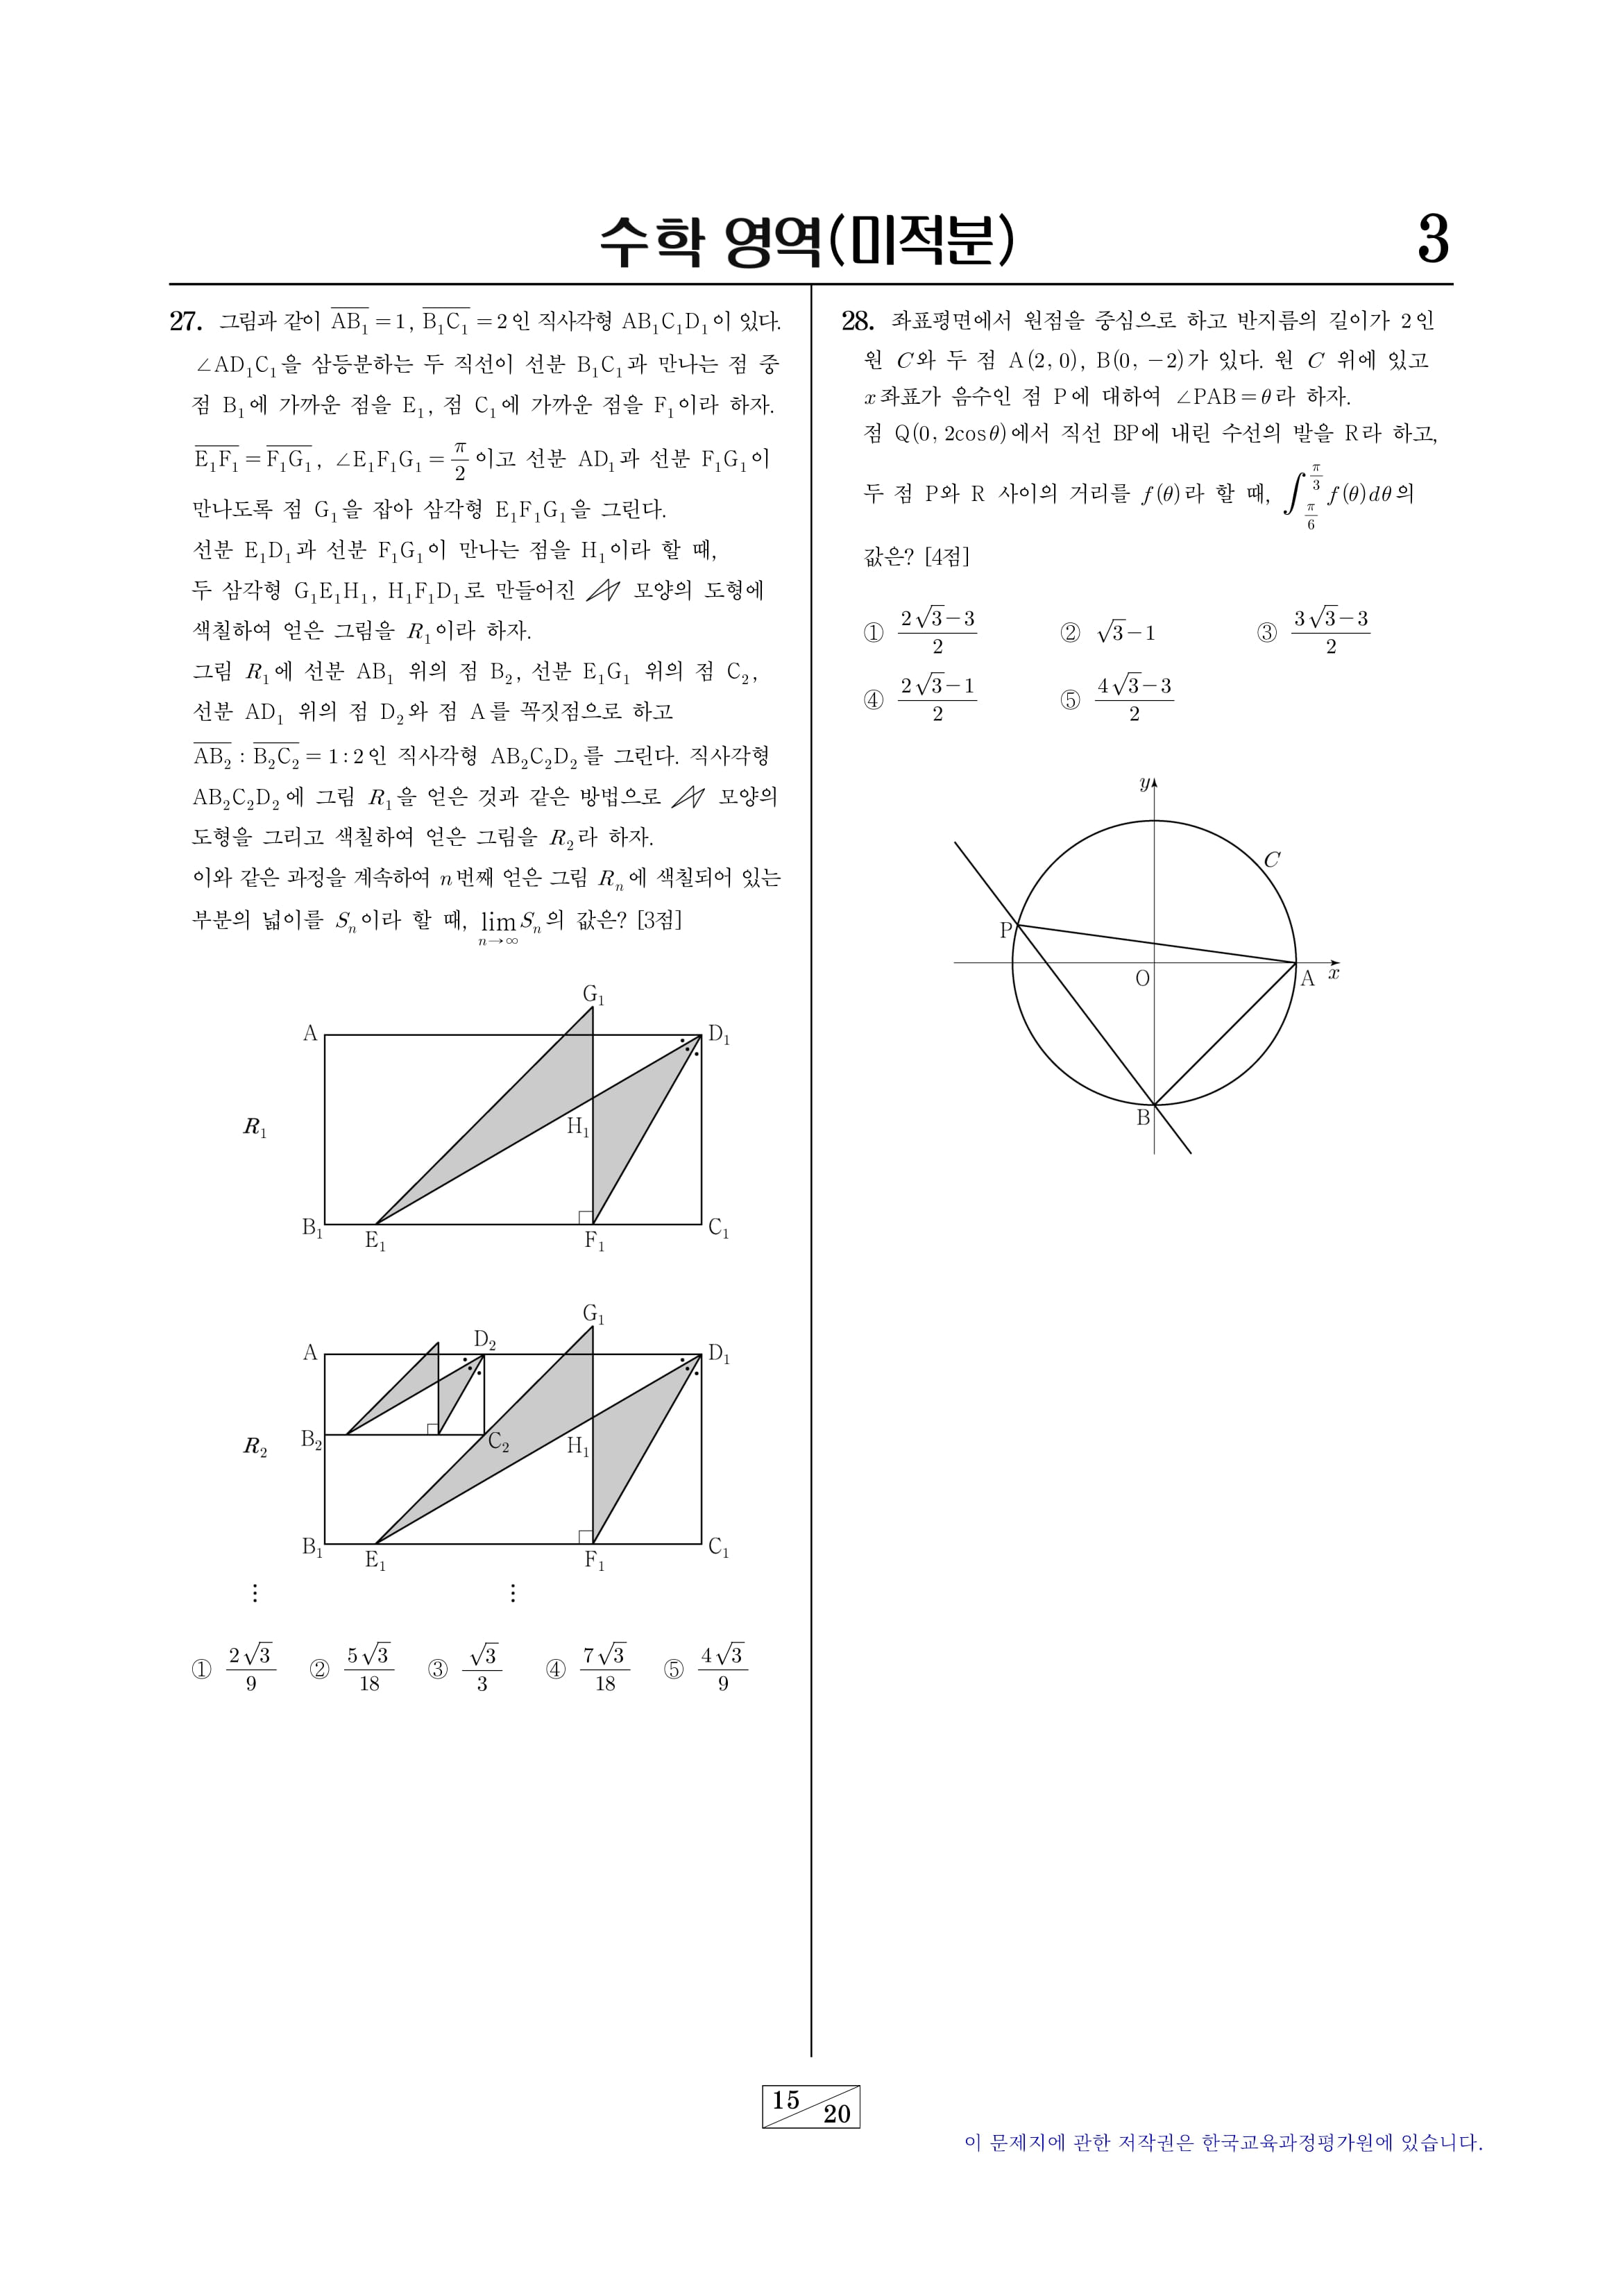 수학 영역(미적분)
3
27. 그림과 같이 $\overline{AB_1}=1$, $\overline{B_1C_1}=2$인 직사각형 $AB_1C_1D_1$이 있다.
$\angle AD_1C_1$을 삼등분하는 두 직선이 선분 $B_1C_1$과 만나는 점 중
점 $B_1$에 가까운 점을 $E_1$, 점 $C_1$에 가까운 점을 $F_1$이라 하자.
$\overline{E_1F_1}=\overline{F_1G_1}$, $\angle E_1F_1G_1=\frac{\pi}{2}$이고 선분 $AD_1$과 선분 $F_1G_1$이
만나도록 점 $G_1$을 잡아 삼각형 $E_1F_1G_1$을 그린다.
선분 $E_1D_1$과 선분 $F_1G_1$이 만나는 점을 $H_1$이라 할 때,
두 삼각형 $G_1E_1H_1$, $H_1F_1D_1$로 만들어진 모양의 도형에
색칠하여 얻은 그림을 $R_1$이라 하자.
그림 $R_1$에 선분 $AB_1$ 위의 점 $B_2$, 선분 $E_1G_1$ 위의 점 $C_2$,
선분 $AD_1$ 위의 점 $D_2$와 점 A를 꼭짓점으로 하고
$\overline{AB_2}:\overline{B_2C_2}=1:2$인 직사각형 $AB_2C_2D_2$를 그린다. 직사각형
$AB_2C_2D_2$에 그림 $R_1$을 얻은 것과 같은 방법으로 모양의
도형을 그리고 색칠하여 얻은 그림을 $R_2$라 하자.
이와 같은 과정을 계속하여 $n$번째 얻은 그림 $R_n$에 색칠되어 있는
부분의 넓이를 $S_n$이라 할 때, $\lim_{n\to\infty}S_n$의 값은? [3점]
G₁
A D₁
R₁ H₁
B₁ E₁ F₁ C₁
G₁
A D₂ D₁
R₂ B₂ C₂ H₁
B₁ E₁ F₁ C₁
⋮ ⋮
① $\frac{2\sqrt{3}}{9}$ ② $\frac{5\sqrt{3}}{18}$ ③ $\frac{\sqrt{3}}{3}$ ④ $\frac{7\sqrt{3}}{18}$ ⑤ $\frac{4\sqrt{3}}{9}$
28. 좌표평면에서 원점을 중심으로 하고 반지름의 길이가 2인
원 $C$와 두 점 A(2, 0), B(0, −2)가 있다. 원 $C$ 위에 있고
$x$좌표가 음수인 점 P에 대하여 $\angle PAB=\theta$라 하자.
점 Q(0, 2cos$\theta$)에서 직선 BP에 내린 수선의 발을 R라 하고,
두 점 P와 R 사이의 거리를 $f(\theta)$라 할 때, $\int_{\frac{\pi}{6}}^{\frac{\pi}{3}}f(\theta)d\theta$의
값은? [4점]
① $\frac{2\sqrt{3}-3}{2}$ ② $\sqrt{3}-1$ ③ $\frac{3\sqrt{3}-3}{2}$
④ $\frac{2\sqrt{3}-1}{2}$ ⑤ $\frac{4\sqrt{3}-3}{2}$
y
C
P
O A x
B
15
20
이 문제지에 관한 저작권은 한국교육과정평가원에 있습니다.